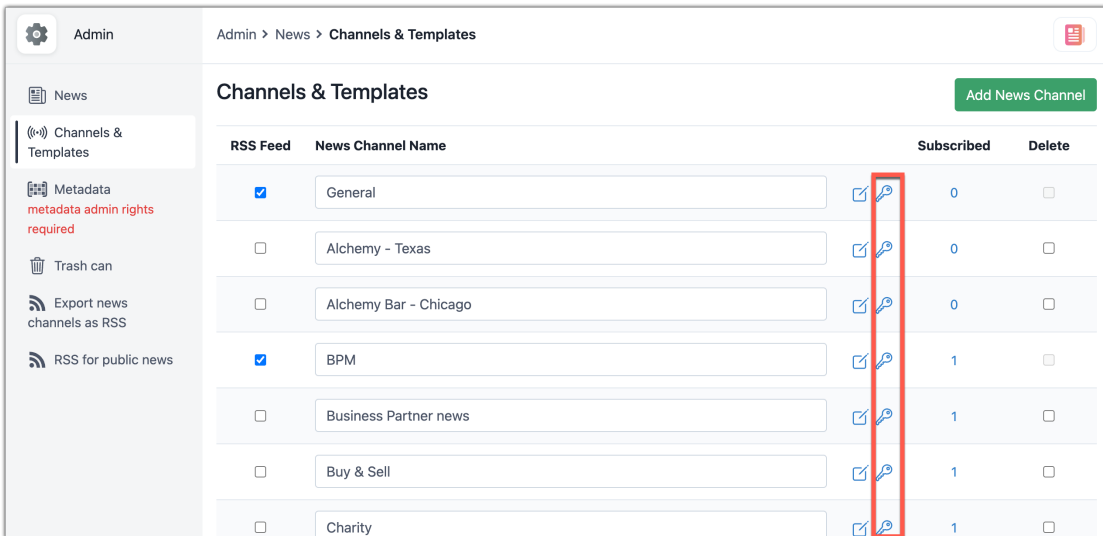 Admin
Admin > News > Channels & Templates
News
Channels &
Templates
Metadata
metadata admin rights
required
Trash can
Export news
channels as RSS
RSS for public news
Channels & Templates
Add News Channel
RSS Feed News Channel Name Subscribed Delete
General 0
Alchemy - Texas 0
Alchemy Bar - Chicago 0
BPM 1
Business Partner news 1
Buy & Sell 1
Charity 1